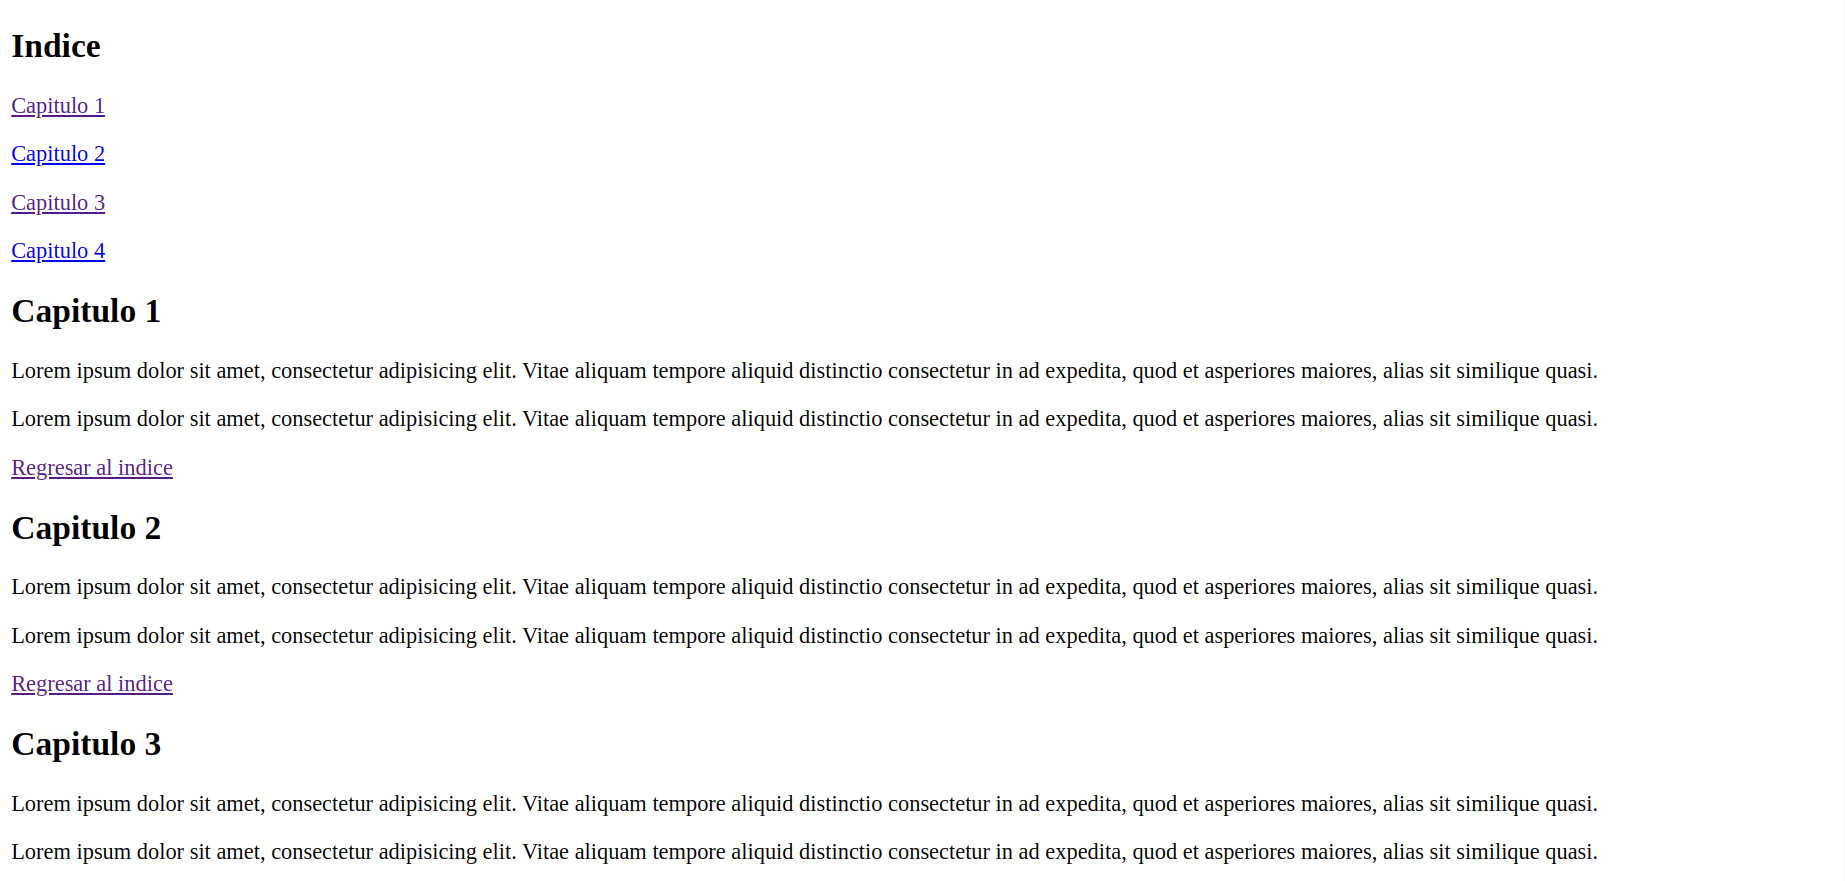 Indice
Capitulo 1
Capitulo 2
Capitulo 3
Capitulo 4
Capitulo 1
Lorem ipsum dolor sit amet, consectetur adipisicing elit. Vitae aliquam tempore aliquid distinctio consectetur in ad expedita, quod et asperiores maiores, alias sit similique quasi.
Lorem ipsum dolor sit amet, consectetur adipisicing elit. Vitae aliquam tempore aliquid distinctio consectetur in ad expedita, quod et asperiores maiores, alias sit similique quasi.
Regresar al indice
Capitulo 2
Lorem ipsum dolor sit amet, consectetur adipisicing elit. Vitae aliquam tempore aliquid distinctio consectetur in ad expedita, quod et asperiores maiores, alias sit similique quasi.
Lorem ipsum dolor sit amet, consectetur adipisicing elit. Vitae aliquam tempore aliquid distinctio consectetur in ad expedita, quod et asperiores maiores, alias sit similique quasi.
Regresar al indice
Capitulo 3
Lorem ipsum dolor sit amet, consectetur adipisicing elit. Vitae aliquam tempore aliquid distinctio consectetur in ad expedita, quod et asperiores maiores, alias sit similique quasi.
Lorem ipsum dolor sit amet, consectetur adipisicing elit. Vitae aliquam tempore aliquid distinctio consectetur in ad expedita, quod et asperiores maiores, alias sit similique quasi.